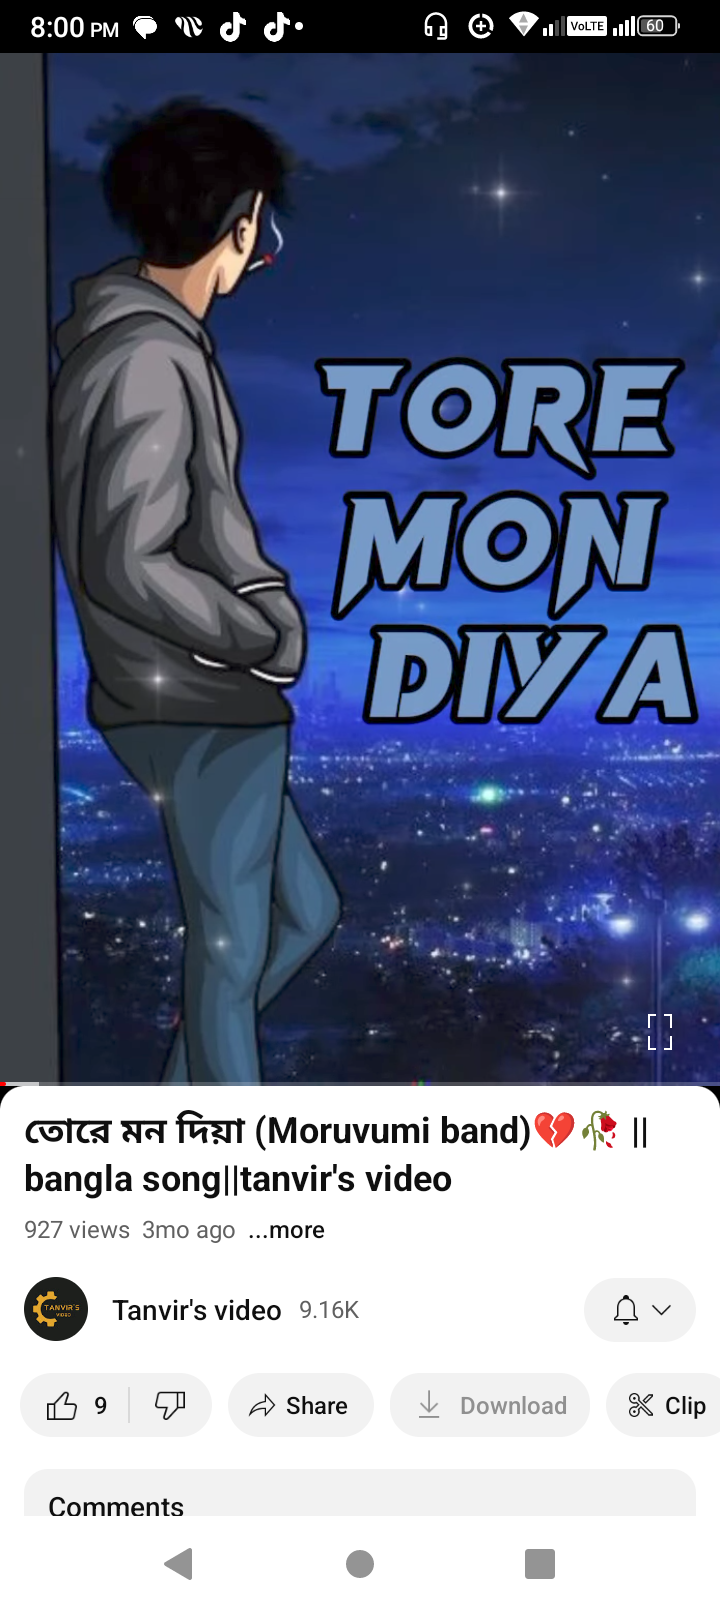 8:00 PM
VoLTE
60
TORE
MON
DIYA
তোরে মন দিয়া (Moruvumi band)💔🥀 ||
bangla song||tanvir's video
927 views 3mo ago ...more
TANVIR'S
VIDEO
Tanvir's video 9.16K
9 Share Download Clip
Comments